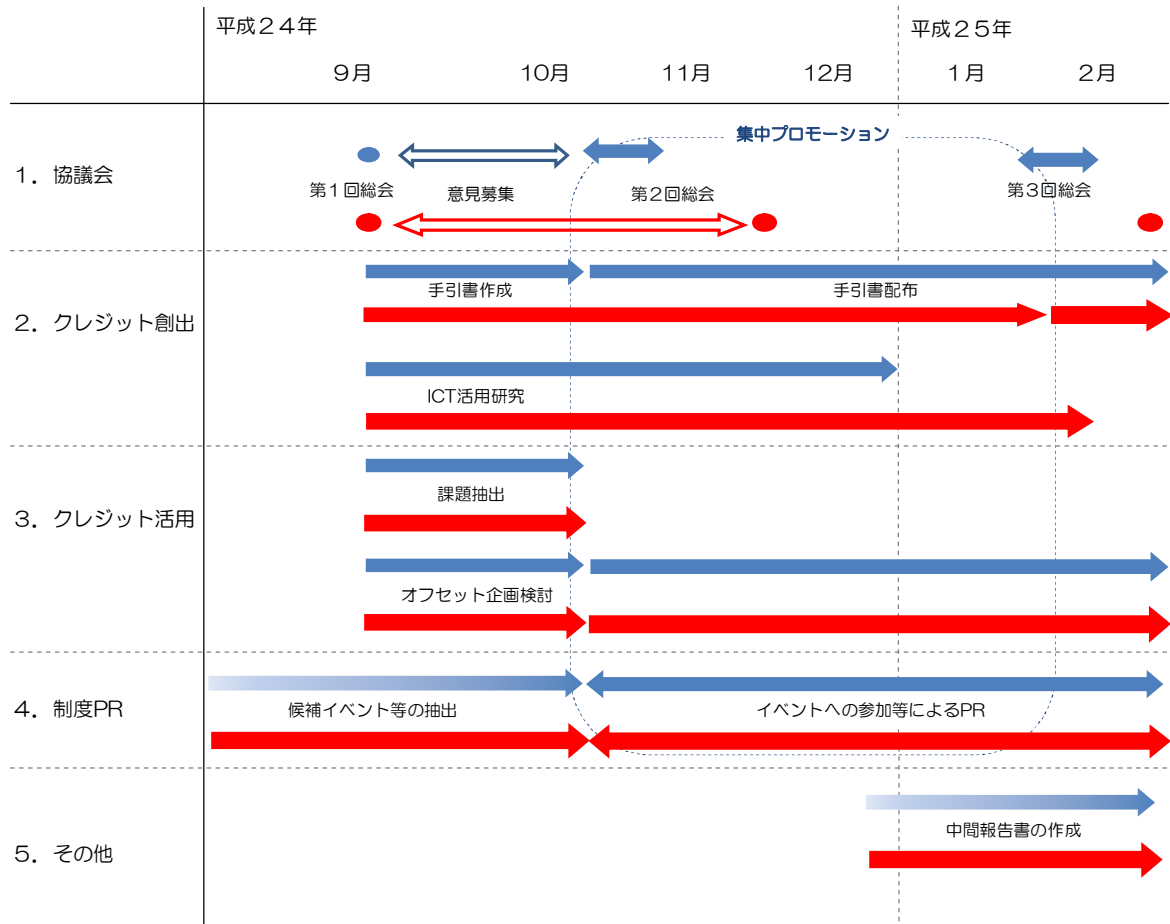 平成２４年
平成２５年
９月
１０月
１１月
１２月
１月
２月
集中プロモーション
１．協議会
第１回総会
意見募集
第２回総会
第３回総会
２．クレジット創出
手引書作成
手引書配布
ICT活用研究
３．クレジット活用
課題抽出
オフセット企画検討
４．制度PR
候補イベント等の抽出
イベントへの参加等によるPR
５．その他
中間報告書の作成